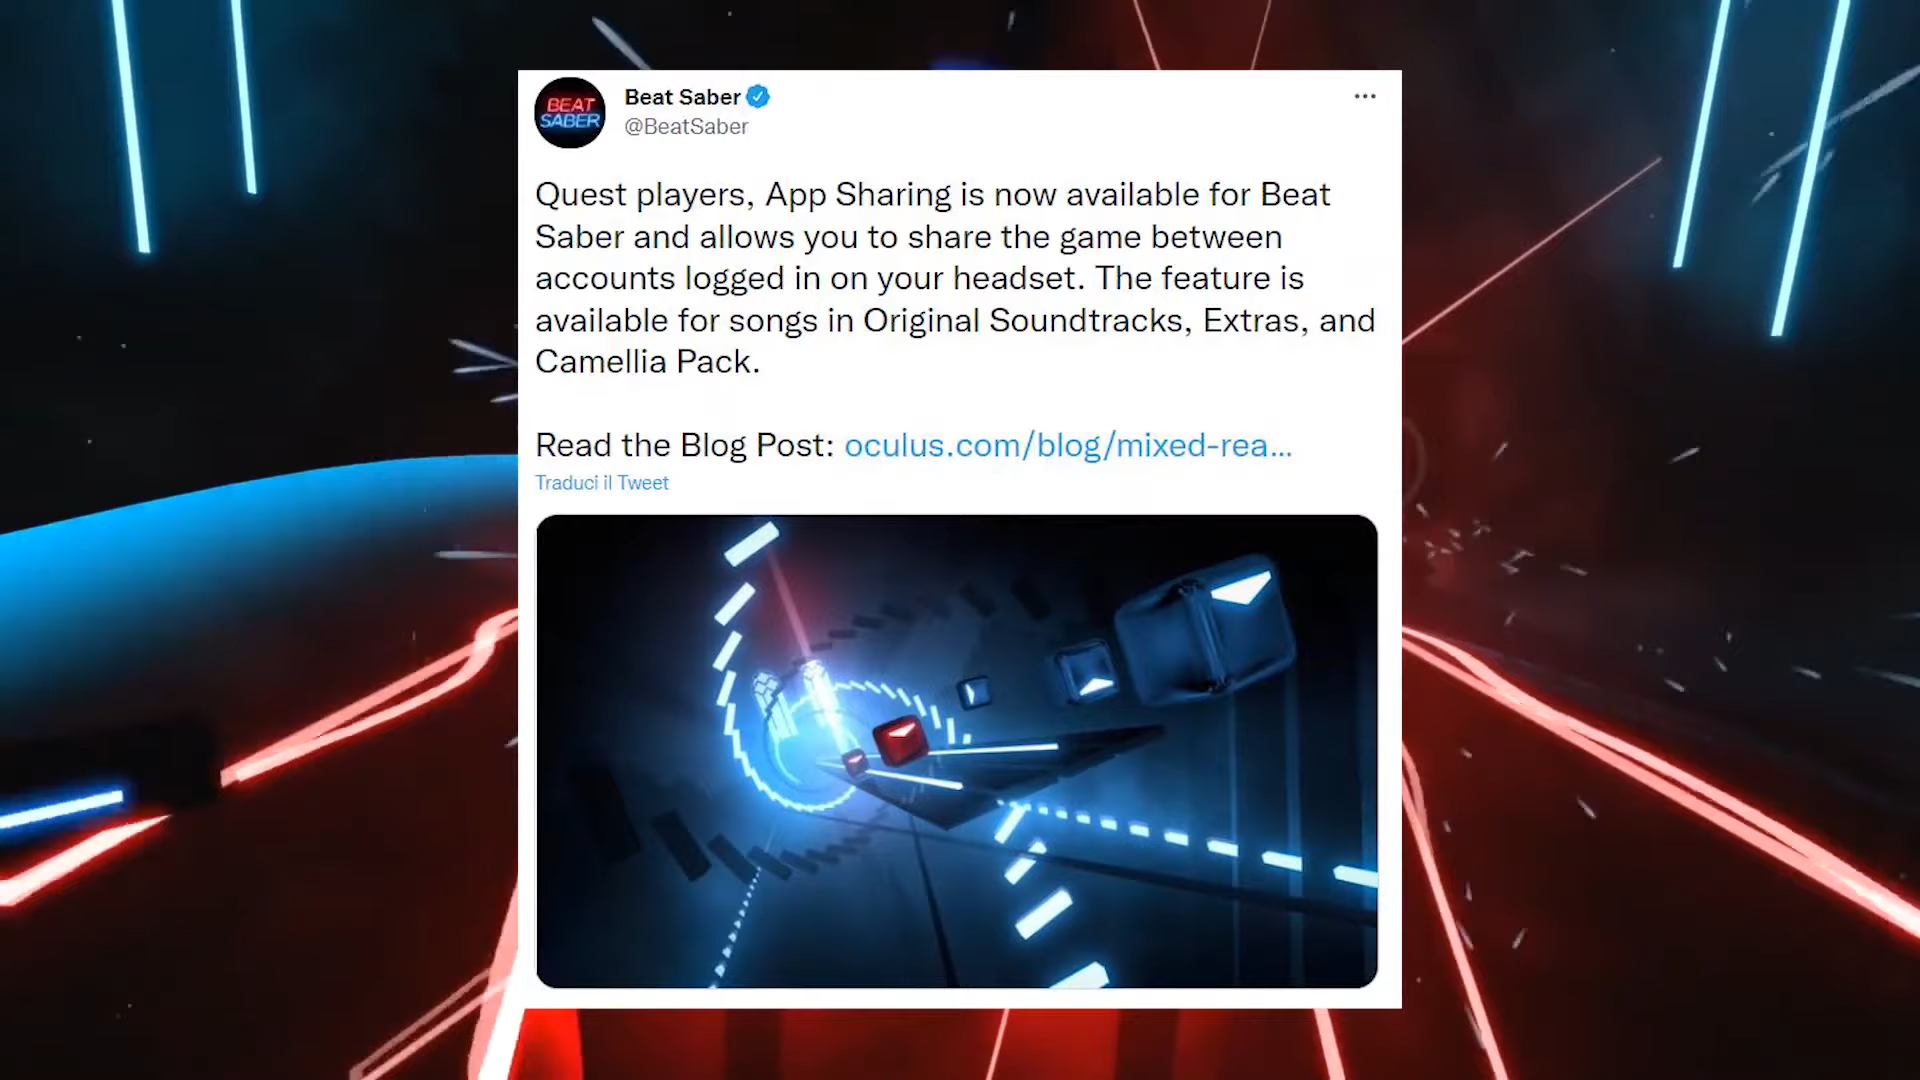 BEAT
SABER
Beat Saber
@BeatSaber
Quest players, App Sharing is now available for Beat
Saber and allows you to share the game between
accounts logged in on your headset. The feature is
available for songs in Original Soundtracks, Extras, and
Camellia Pack.
Read the Blog Post: oculus.com/blog/mixed-rea...
Traduci il Tweet